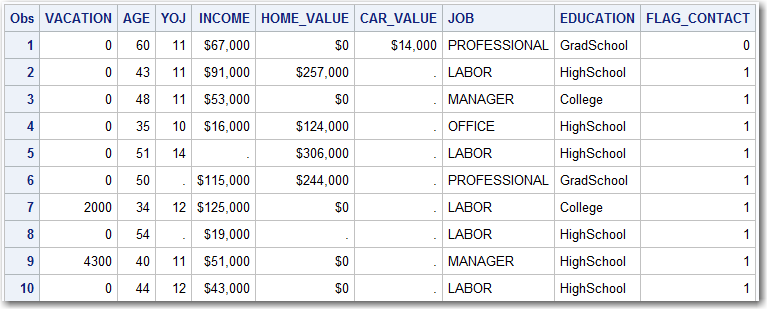 Obs VACATION AGE YOJ INCOME HOME_VALUE CAR_VALUE JOB EDUCATION FLAG_CONTACT
1 0 60 11 $67,000 $0 $14,000 PROFESSIONAL GradSchool 0
2 0 43 11 $91,000 $257,000 . LABOR HighSchool 1
3 0 48 11 $53,000 $0 . MANAGER College 1
4 0 35 10 $16,000 $124,000 . OFFICE HighSchool 1
5 0 51 14 . $306,000 . LABOR HighSchool 1
6 0 50 . $115,000 $244,000 . PROFESSIONAL GradSchool 1
7 2000 34 12 $125,000 $0 . LABOR College 1
8 0 54 . $19,000 . . LABOR HighSchool 1
9 4300 40 11 $51,000 $0 . MANAGER HighSchool 1
10 0 44 12 $43,000 $0 . LABOR HighSchool 1